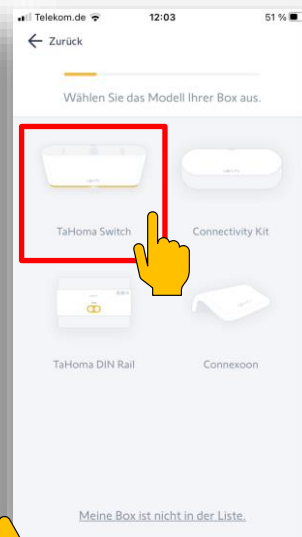 Telekom.de 12:03 51 %
← Zurück
Wählen Sie das Modell Ihrer Box aus.
TaHoma Switch Connectivity Kit
TaHoma DIN Rail Connexoon
Meine Box ist nicht in der Liste.